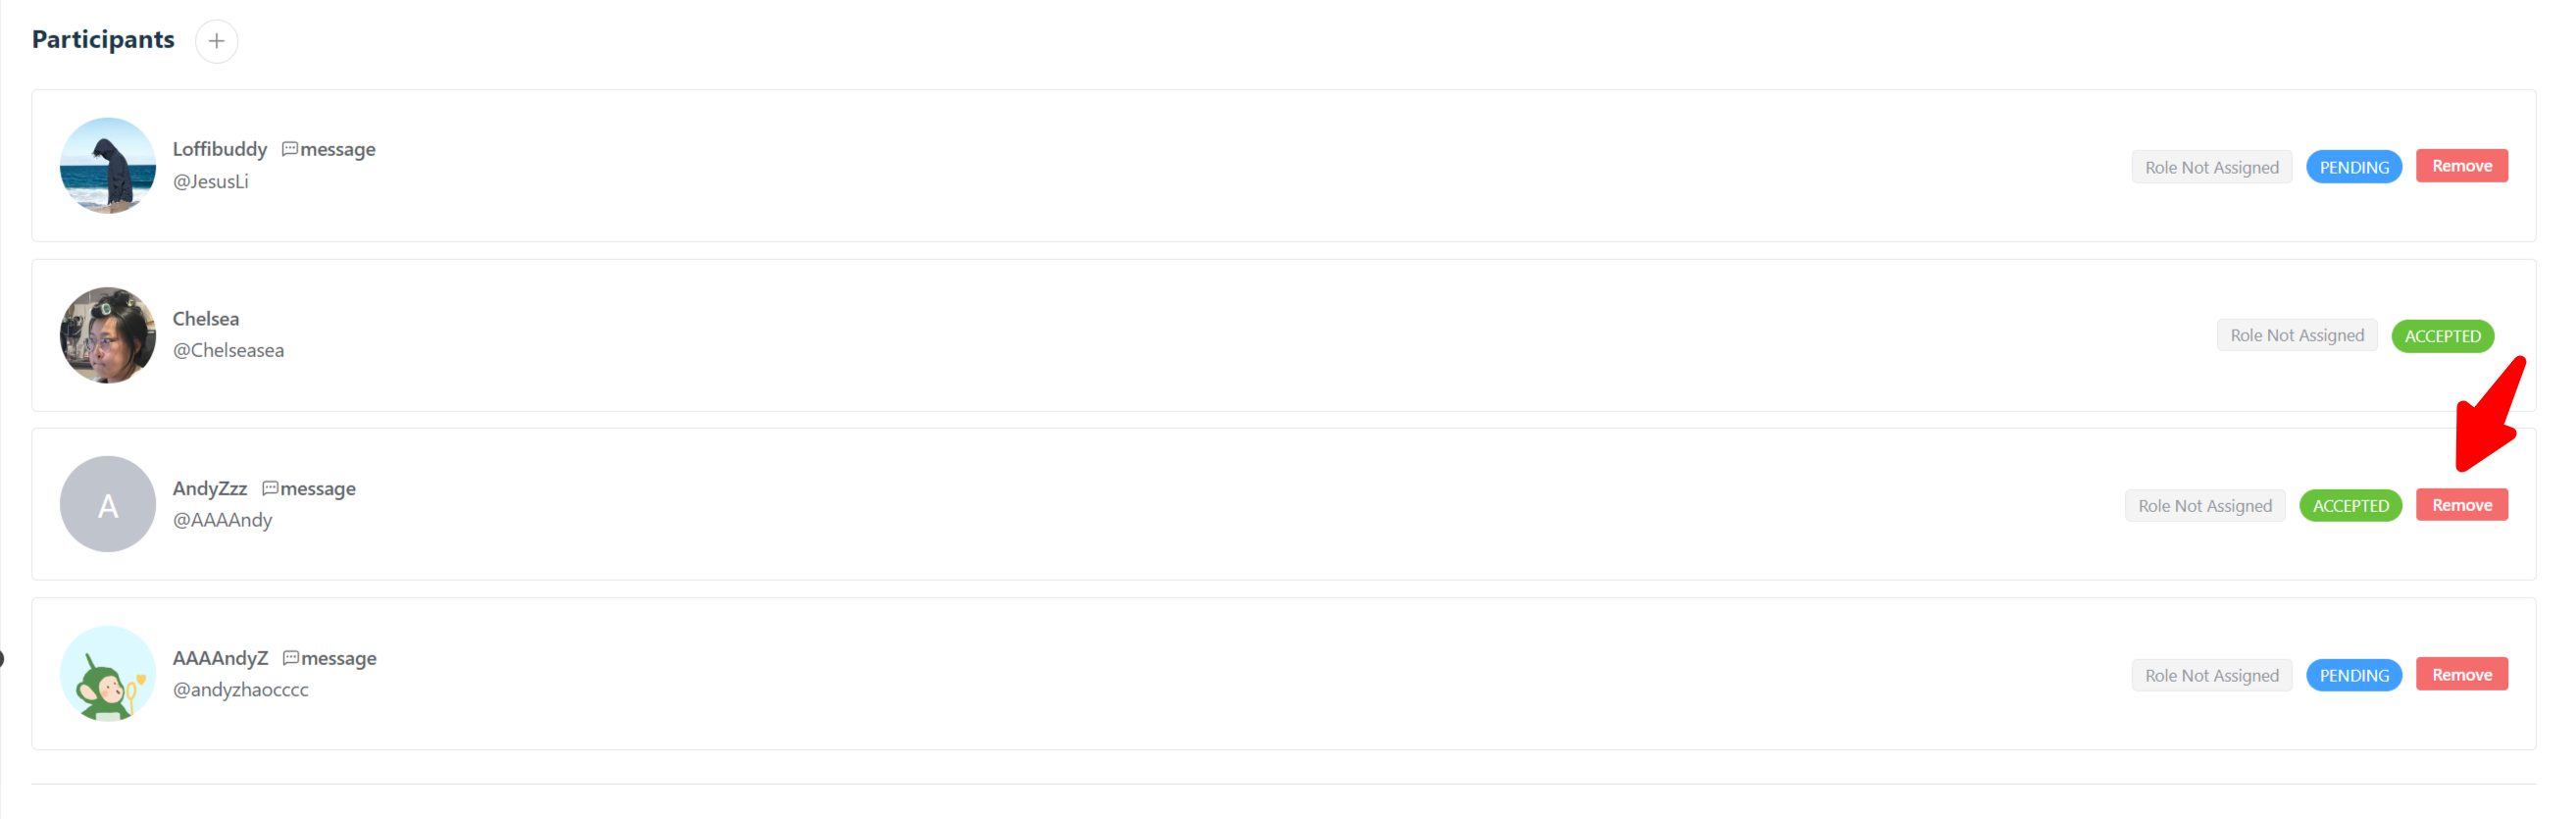 Participants
Loffibuddy message
@JesusLi
Role Not Assigned PENDING Remove
Chelsea
@Chelseasea
Role Not Assigned ACCEPTED
A
AndyZzz message
@AAAAndy
Role Not Assigned ACCEPTED Remove
AAAAndyZ message
@andyzhaocccc
Role Not Assigned PENDING Remove